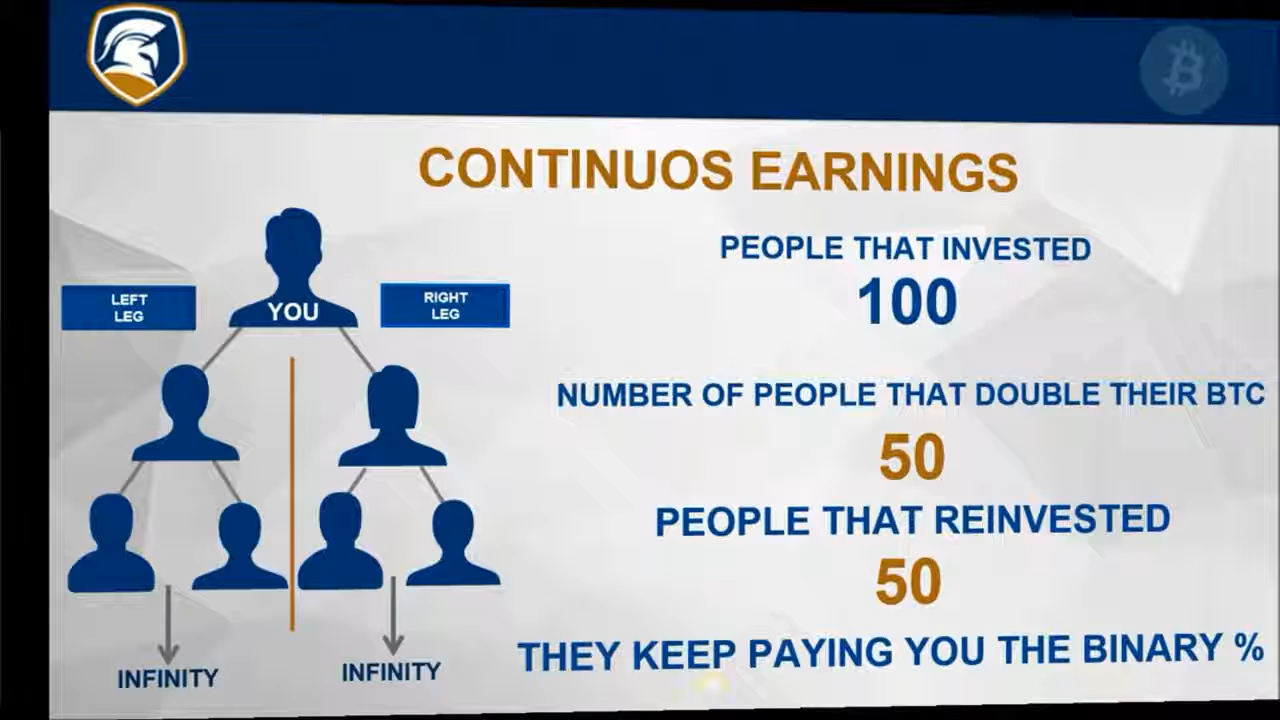 CONTINUOS EARNINGS
LEFT
LEG
YOU
RIGHT
LEG
INFINITY
INFINITY
PEOPLE THAT INVESTED
100
NUMBER OF PEOPLE THAT DOUBLE THEIR BTC
50
PEOPLE THAT REINVESTED
50
THEY KEEP PAYING YOU THE BINARY %